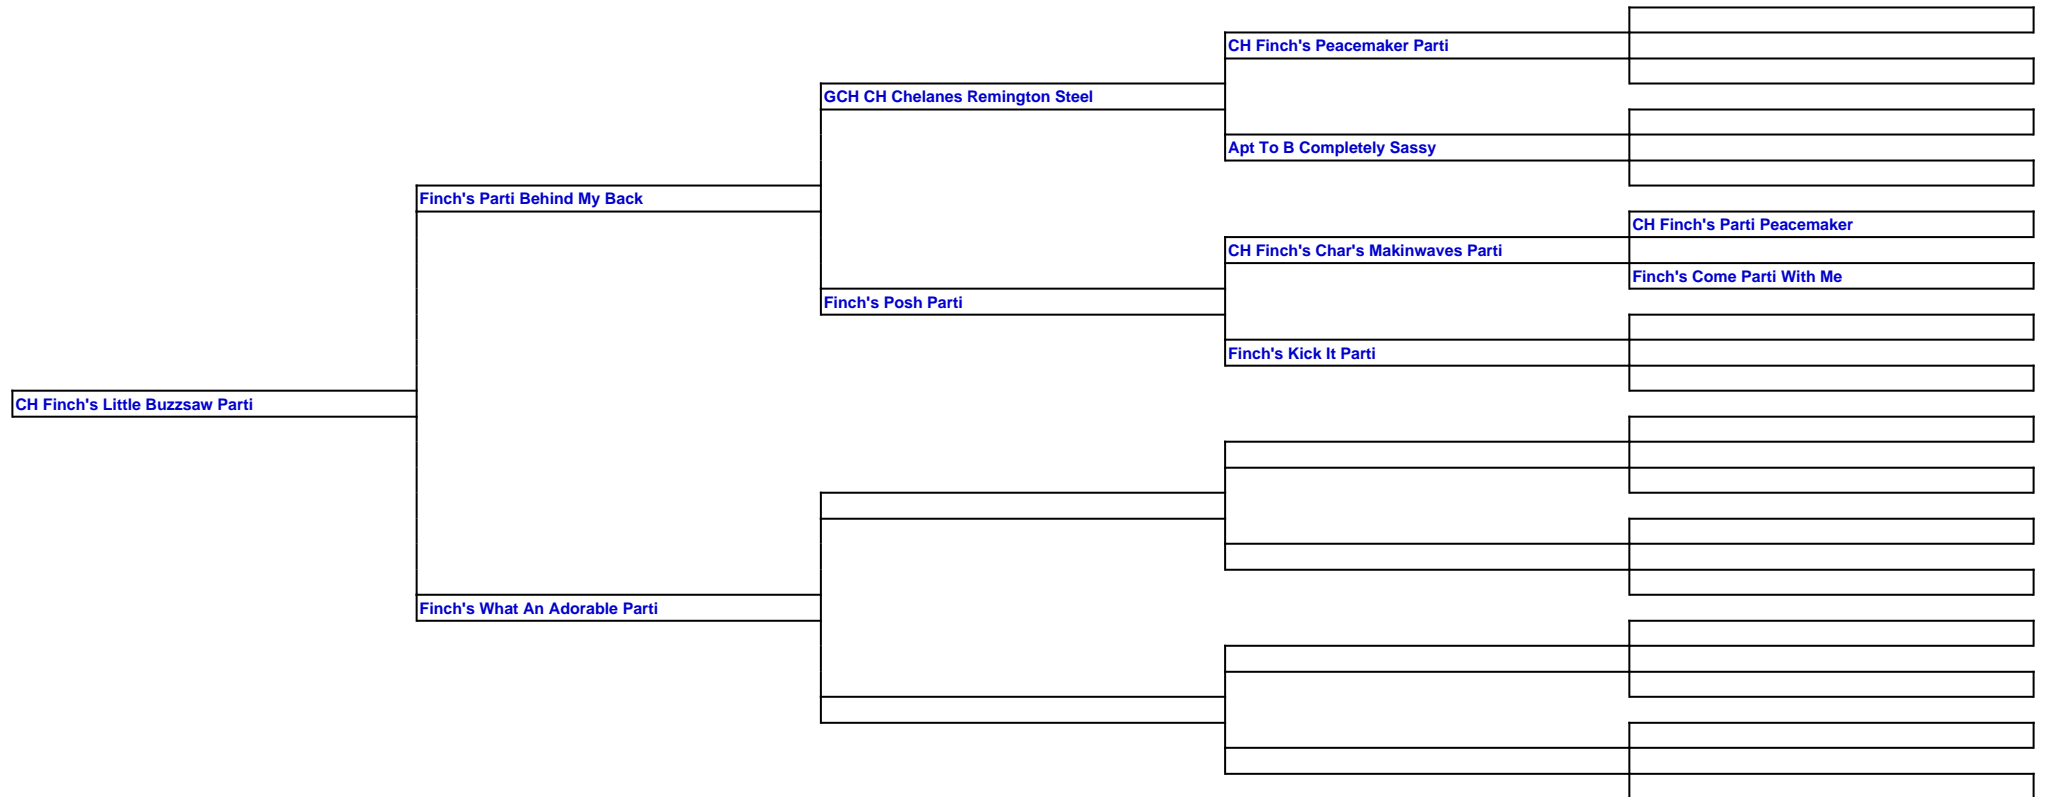 CH Finch's Peacemaker Parti
GCH CH Chelanes Remington Steel
Apt To B Completely Sassy
Finch's Parti Behind My Back
CH Finch's Parti Peacemaker
CH Finch's Char's Makinwaves Parti
Finch's Come Parti With Me
Finch's Posh Parti
Finch's Kick It Parti
CH Finch's Little Buzzsaw Parti
Finch's What An Adorable Parti